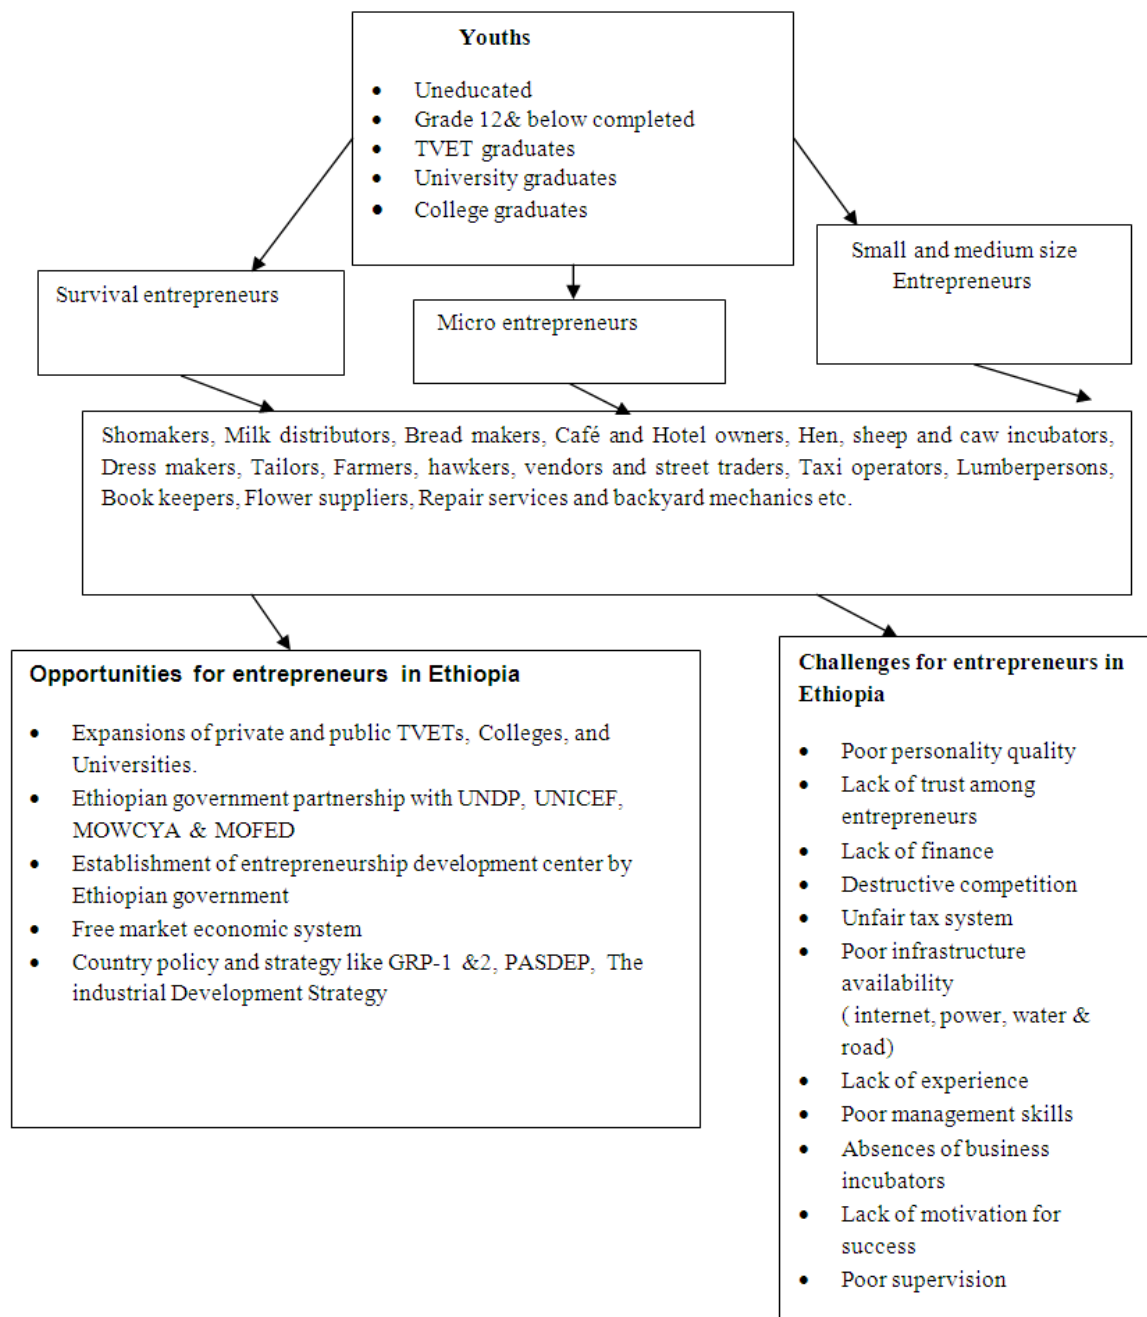 Youths
• Uneducated
• Grade 12& below completed
• TVET graduates
• University graduates
• College graduates
Survival entrepreneurs
Micro entrepreneurs
Small and medium size
Entrepreneurs
Shomakers, Milk distributors, Bread makers, Café and Hotel owners, Hen, sheep and caw incubators,
Dress makers, Tailors, Farmers, hawkers, vendors and street traders, Taxi operators, Lumberpersons,
Book keepers, Flower suppliers, Repair services and backyard mechanics etc.
Opportunities for entrepreneurs in Ethiopia
• Expansions of private and public TVETs, Colleges, and
Universities.
• Ethiopian government partnership with UNDP, UNICEF,
MOWCYA & MOFED
• Establishment of entrepreneurship development center by
Ethiopian government
• Free market economic system
• Country policy and strategy like GRP-1 &2, PASDEP, The
industrial Development Strategy
Challenges for entrepreneurs in
Ethiopia
• Poor personality quality
• Lack of trust among
entrepreneurs
• Lack of finance
• Destructive competition
• Unfair tax system
• Poor infrastructure
availability
( internet, power, water &
road)
• Lack of experience
• Poor management skills
• Absences of business
incubators
• Lack of motivation for
success
• Poor supervision